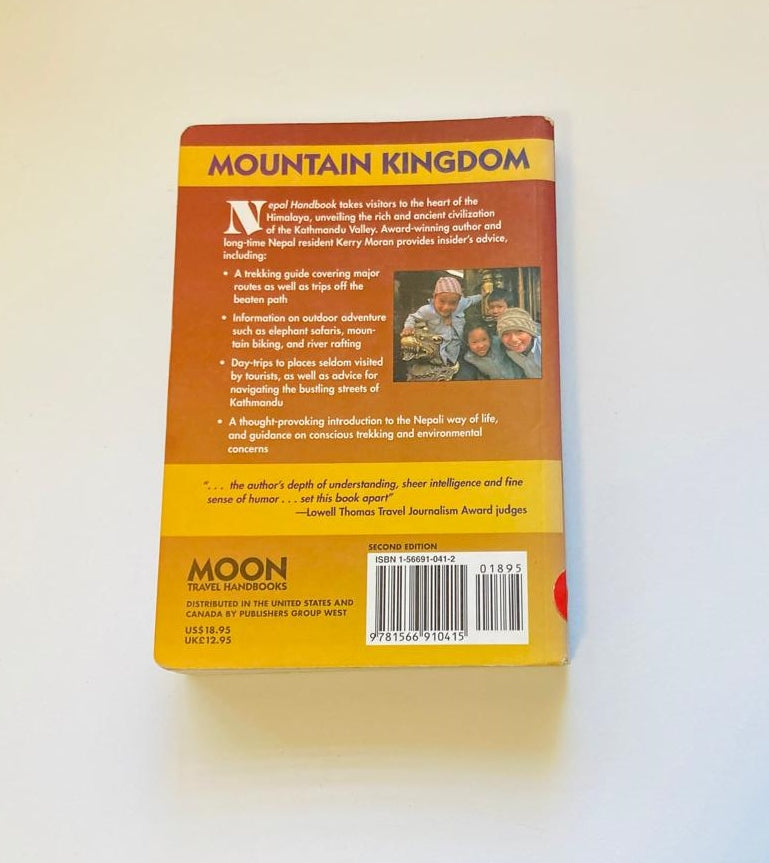 MOUNTAIN KINGDOM
Nepal Handbook takes visitors to the heart of the
Himalaya, unveiling the rich and ancient civilization
of the Kathmandu Valley. Award-winning author and
long-time Nepal resident Kerry Moran provides insider's advice,
including:
• A trekking guide covering major
routes as well as trips off the
beaten path
• Information on outdoor adventure
such as elephant safaris, moun-
tain biking, and river rafting
• Day-trips to places seldom visited
by tourists, as well as advice for
navigating the bustling streets of
Kathmandu
• A thought-provoking introduction to the Nepali way of life,
and guidance on conscious trekking and environmental
concerns
". . . the author's depth of understanding, sheer intelligence and fine
sense of humor . . . set this book apart"
—Lowell Thomas Travel Journalism Award judges
MOON
TRAVEL HANDBOOKS
DISTRIBUTED IN THE UNITED STATES AND
CANADA BY PUBLISHERS GROUP WEST
US$18.95
UK£12.95
SECOND EDITION
ISBN 1-56691-041-2
01895
9781566910415